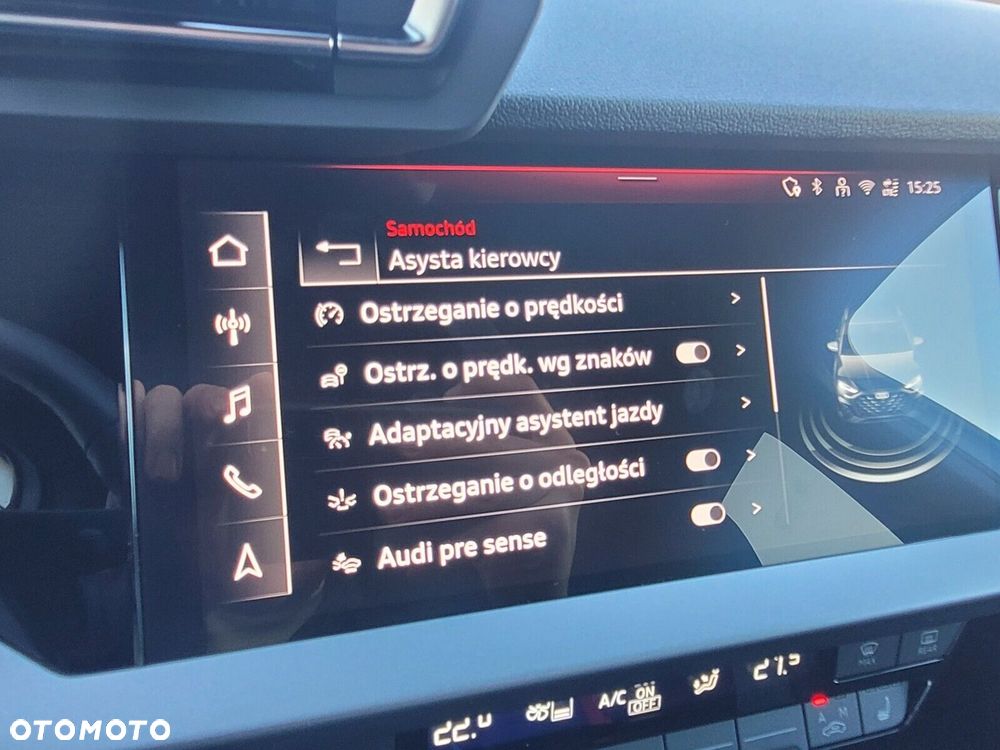 15:25
Samochód
Asysta kierowcy
Ostrzeganie o prędkości
Ostrz. o prędk. wg znaków
Adaptacyjny asystent jazdy
Ostrzeganie o odległości
Audi pre sense
MAX
REAR
A/C ON OFF
A M
OTOMOTO